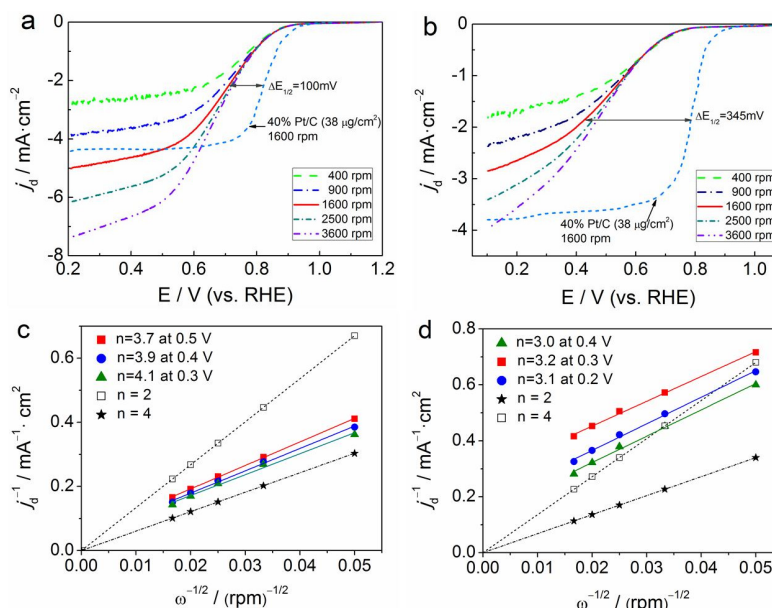 a
j_d / mA·cm⁻²
0
-2
-4
-6
-8
ΔE₁/₂=100mV
40% Pt/C (38 μg/cm²)
1600 rpm
400 rpm
900 rpm
1600 rpm
2500 rpm
3600 rpm
0.2 0.4 0.6 0.8 1.0 1.2
E / V (vs. RHE)
b
j_d / mA·cm⁻²
0
-1
-2
-3
-4
ΔE₁/₂=345mV
400 rpm
900 rpm
1600 rpm
2500 rpm
3600 rpm
40% Pt/C (38 μg/cm²)
1600 rpm
0.2 0.4 0.6 0.8 1.0
E / V (vs. RHE)
c
j_d⁻¹ / mA⁻¹· cm²
0.6
0.4
0.2
0.0
n=3.7 at 0.5 V
n=3.9 at 0.4 V
n=4.1 at 0.3 V
n = 2
n = 4
0.00 0.01 0.02 0.03 0.04 0.05
ω⁻¹/² / (rpm)⁻¹/²
d
j_d⁻¹ / mA⁻¹· cm²
0.8
0.6
0.4
0.2
0.0
n=3.0 at 0.4 V
n=3.2 at 0.3 V
n=3.1 at 0.2 V
n = 2
n = 4
0.00 0.01 0.02 0.03 0.04 0.05
ω⁻¹/² / (rpm)⁻¹/²